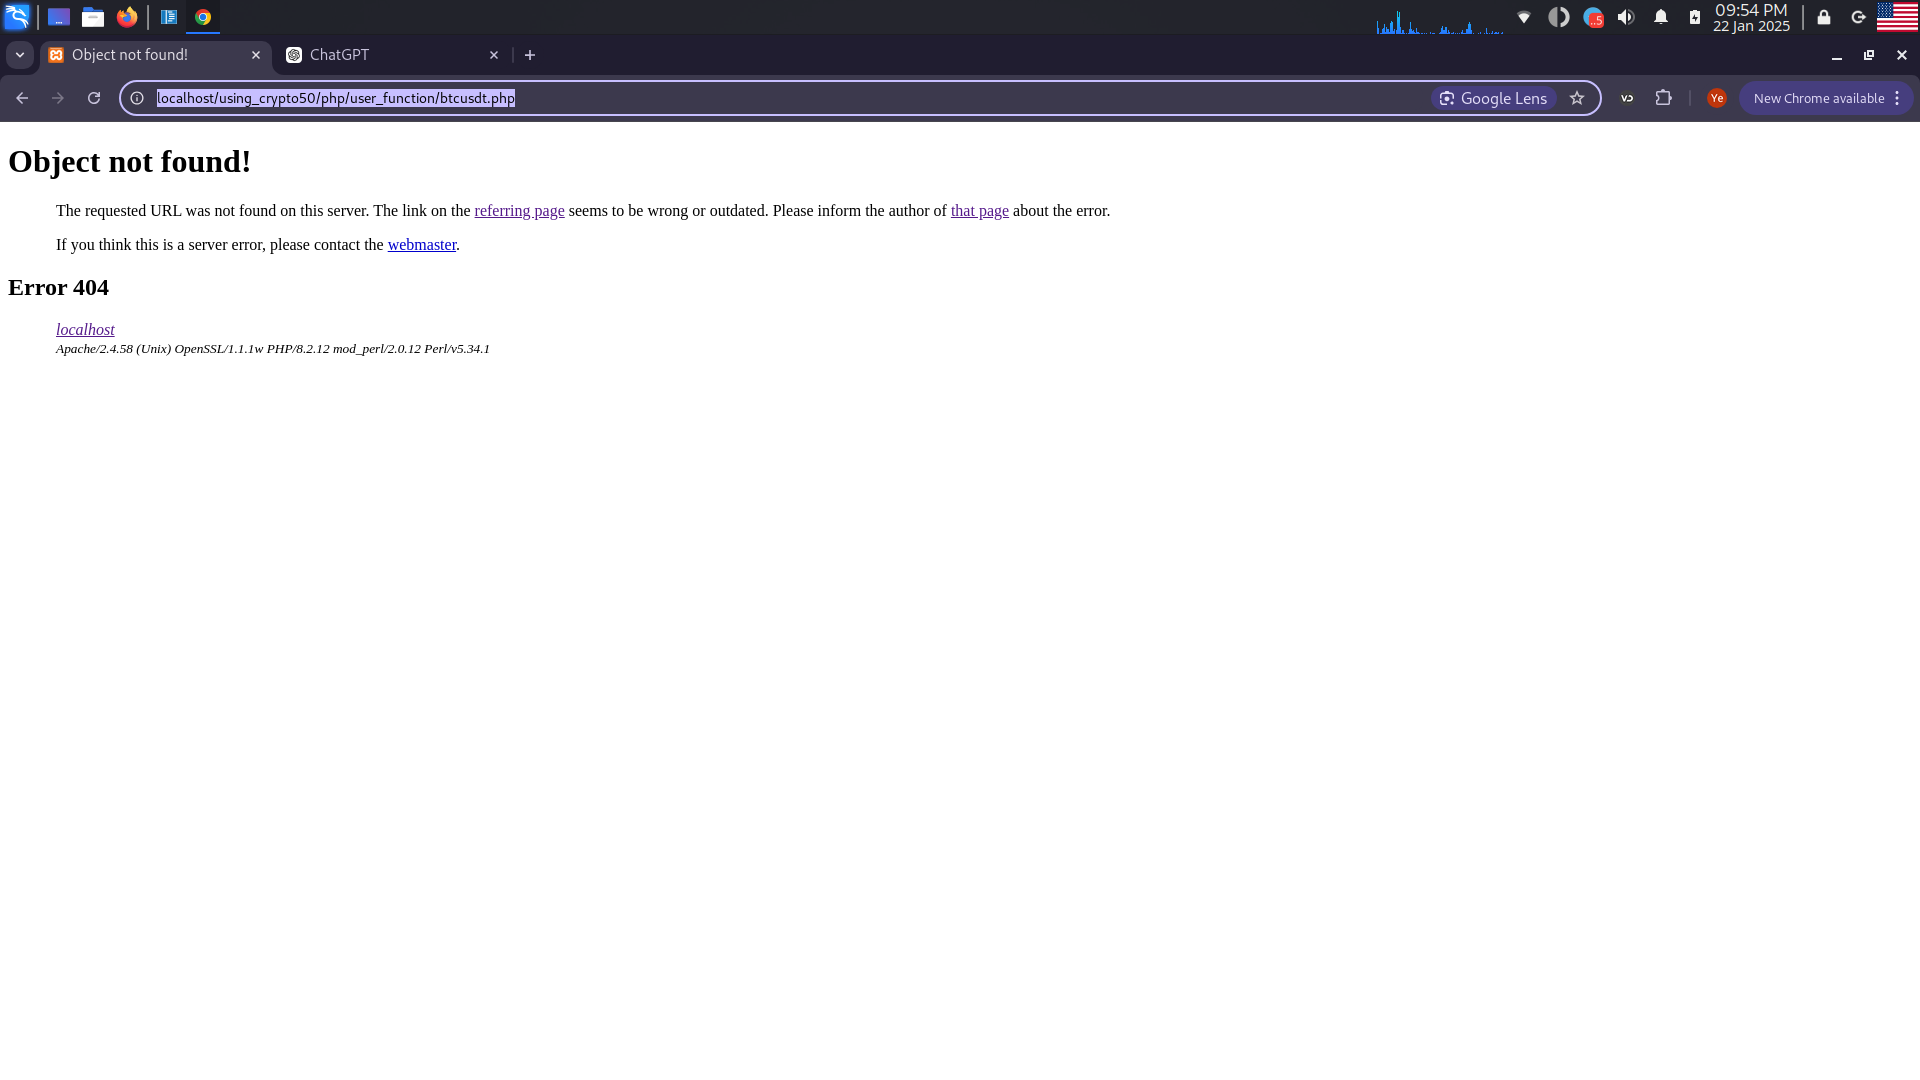 09:54 PM
22 Jan 2025
Object not found!
ChatGPT
localhost/using_crypto50/php/user_function/btcusdt.php
Google Lens
Ye
New Chrome available
Object not found!
The requested URL was not found on this server. The link on the referring page seems to be wrong or outdated. Please inform the author of that page about the error.
If you think this is a server error, please contact the webmaster.
Error 404
localhost
Apache/2.4.58 (Unix) OpenSSL/1.1.1w PHP/8.2.12 mod_perl/2.0.12 Perl/v5.34.1